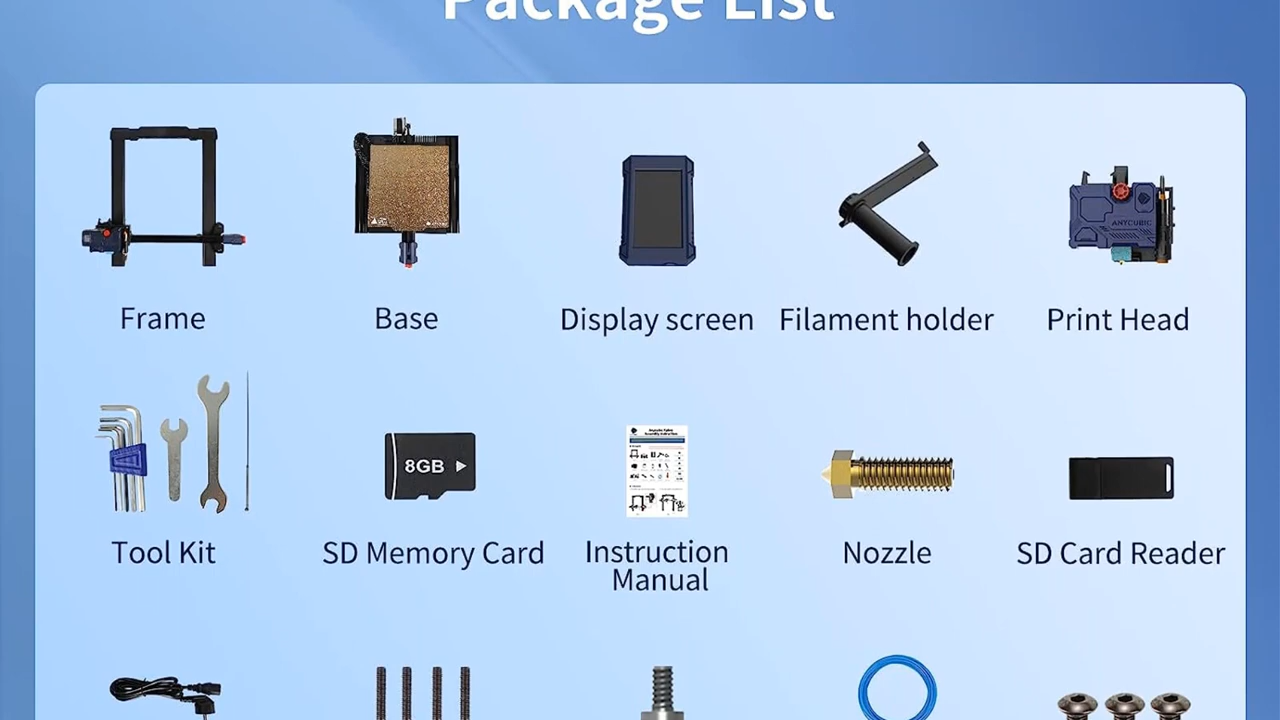 Package List
Frame
Base
Display screen
Filament holder
ANYCUBIC
Print Head
8GB
Tool Kit
SD Memory Card
Instruction
Manual
Nozzle
SD Card Reader